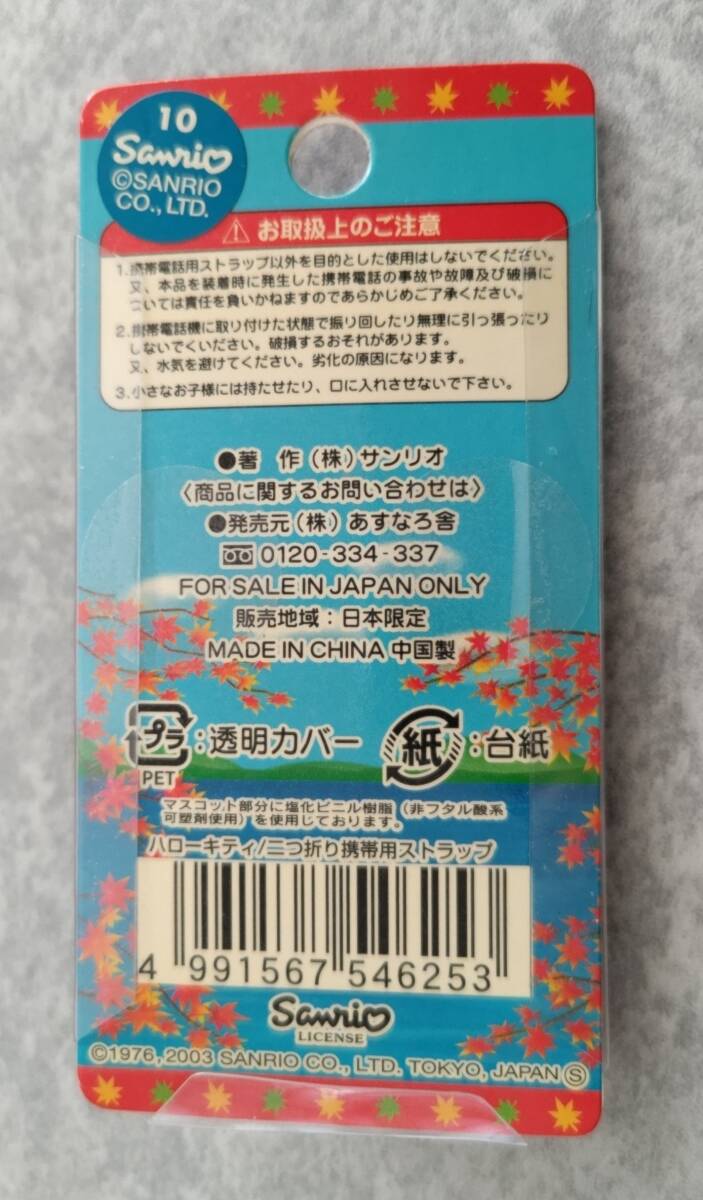 10
Sanrio
©SANRIO
CO., LTD.
⚠ お取扱上のご注意
1.携帯電話用ストラップ以外を目的とした使用はしないでください。
又、本品を装着時に発生した携帯電話の事故や故障及び破損に
ついては責任を負いかねますのであらかじめご了承ください。
2.携帯電話機に取り付けた状態で振り回したり無理に引っ張ったり
しないでください。破損するおそれがあります。
又、水気を避けてください。劣化の原因になります。
3.小さなお子様には持たせたり、口に入れさせないで下さい。
●著 作(株)サンリオ
〈商品に関するお問い合わせは〉
●発売元(株)あすなろ舎
0120-334-337
FOR SALE IN JAPAN ONLY
販売地域:日本限定
MADE IN CHINA 中国製
プラ:透明カバー 紙:台紙
PET
マスコット部分に塩化ビニル樹脂(非フタル酸系
可塑剤使用)を使用しております。
ハローキティ/二つ折り携帯用ストラップ
4 991567 546253
Sanrio
LICENSE
©1976, 2003 SANRIO CO., LTD. TOKYO, JAPAN Ⓢ